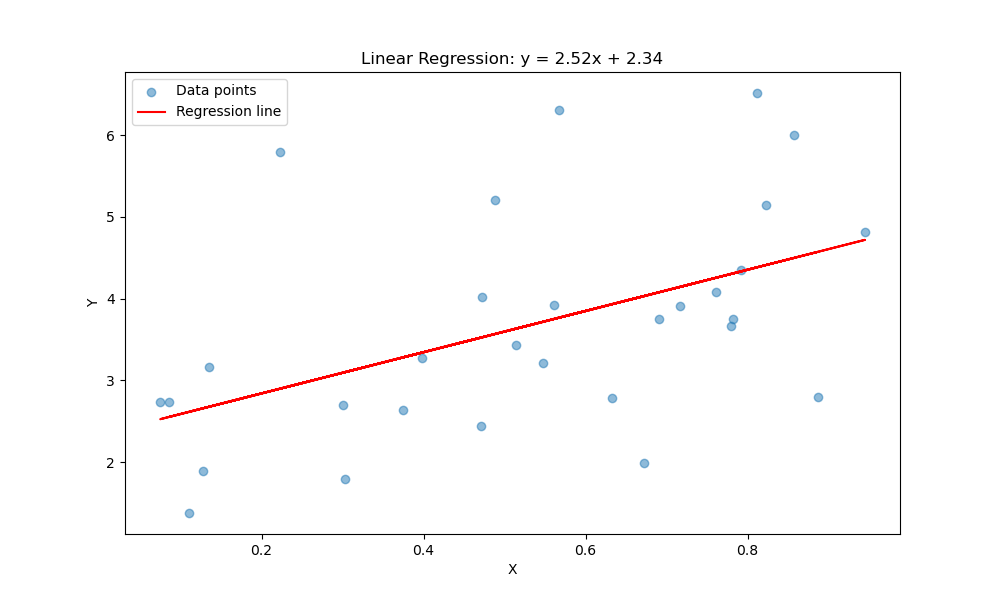 Linear Regression: y = 2.52x + 2.34
Data points
Regression line
6
5
4
3
2
Y
0.2
0.4
0.6
0.8
X